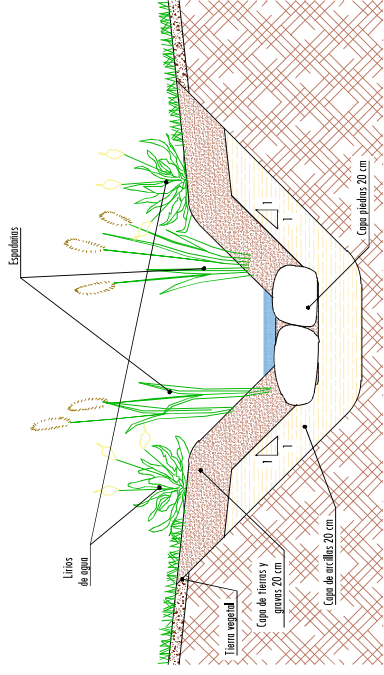 Espadañas
Lirios
de agua
Tierra vegetal
Capa de tierras y
gravas 20 cm
Capa de arcillas 20 cm
Capa piedras 20 cm
1
1
1
1